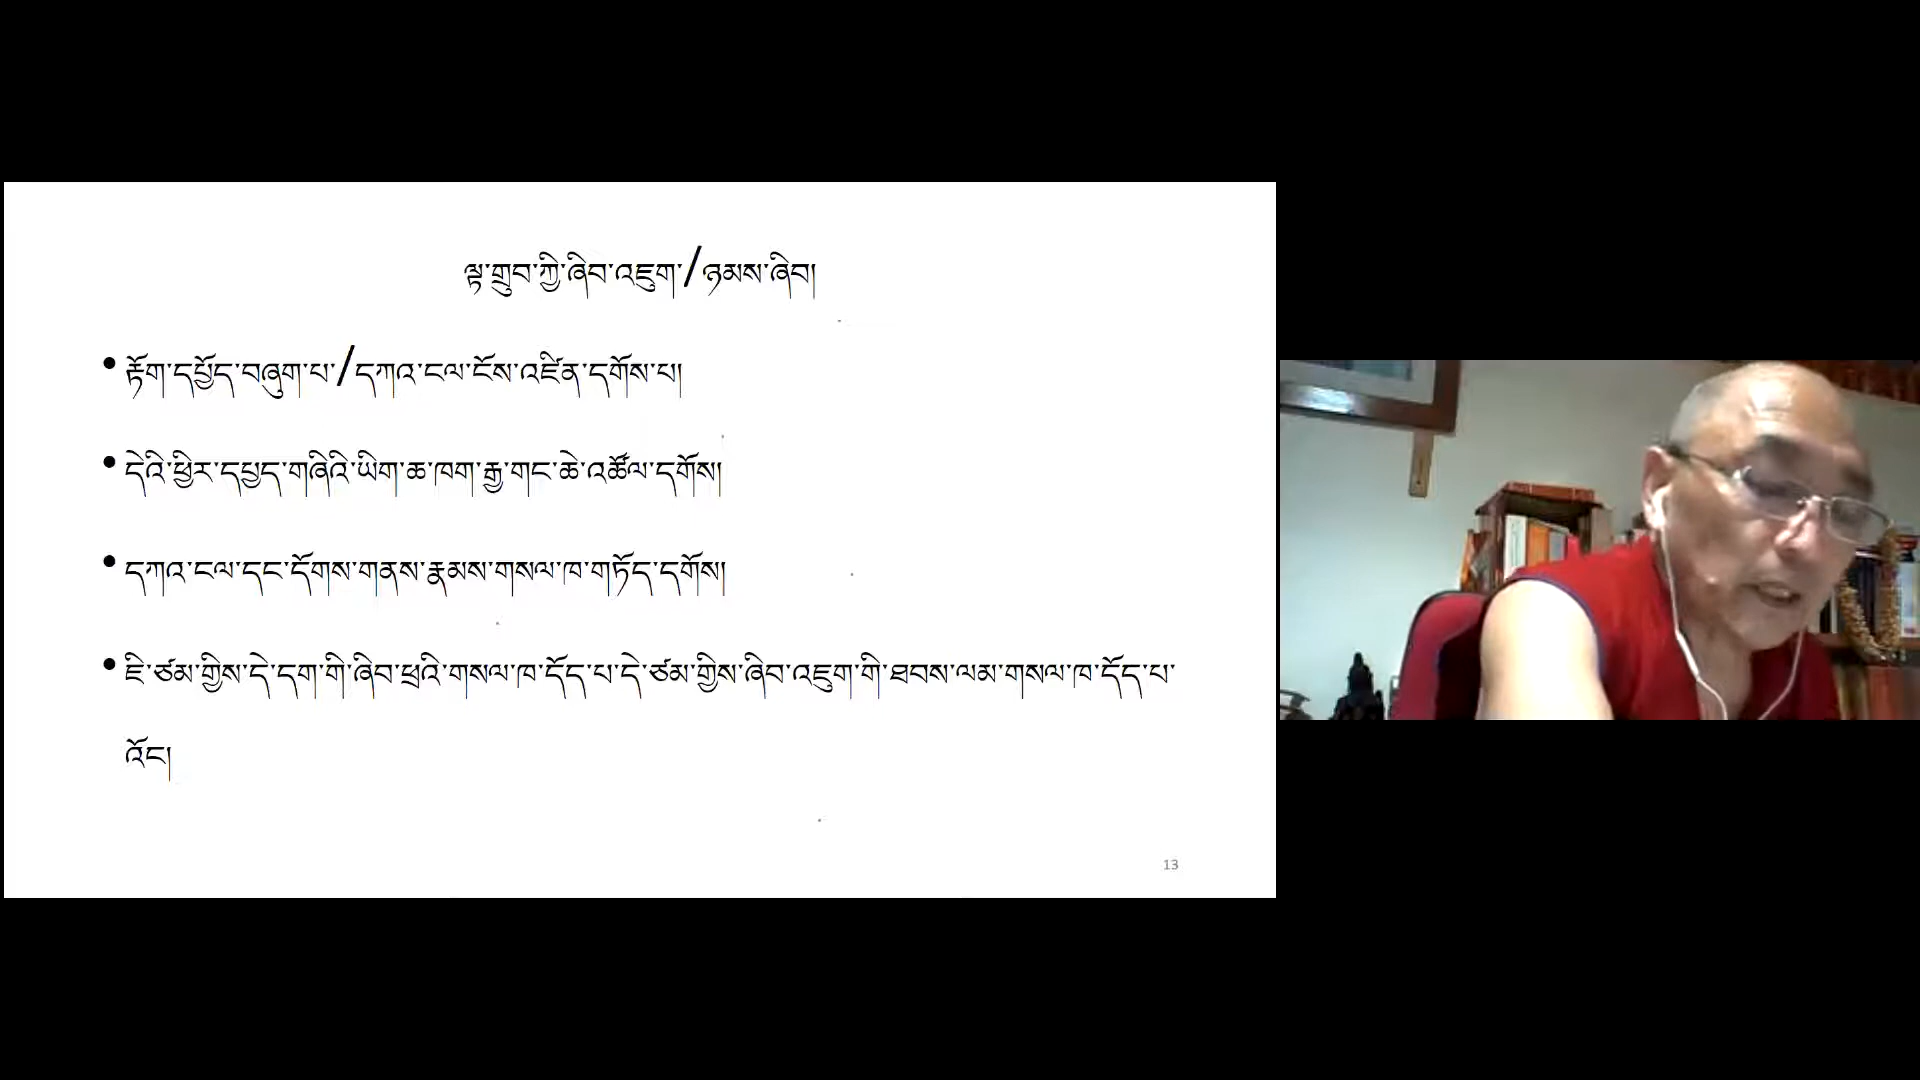 ལྟ་གྲུབ་ཀྱི་ཞིབ་འཇུག་/ཉམས་ཞིབ།
• རྟོག་དཔྱོད་བཞུག་པ་/དཀའ་ངལ་ངོས་འཛིན་དགོས་པ།
• དེའི་ཕྱིར་དཔྱད་གཞིའི་ཡིག་ཆ་ཁག་རྒྱ་གང་ཆེ་འཚོལ་དགོས།
• དཀའ་ངལ་དང་དོགས་གནས་རྣམས་གསལ་ཁ་གཏོད་དགོས།
• ཇི་ཙམ་གྱིས་དེ་དག་གི་ཞིབ་ཕྲའི་གསལ་ཁ་དོད་པ་དེ་ཙམ་གྱིས་ཞིབ་འཇུག་གི་ཐབས་ལམ་གསལ་ཁ་དོད་པ་
འོང།
13